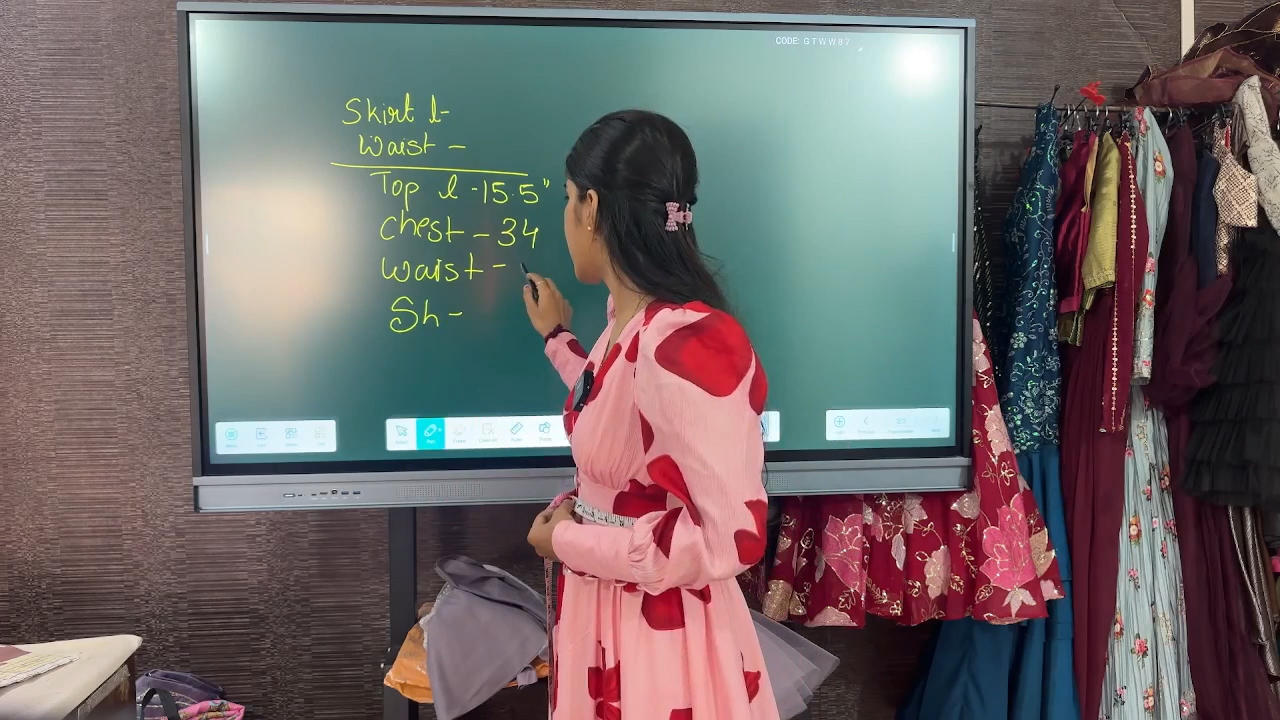 CODE: GTWW87
Skirt l-
Waist -
Top l -15.5"
Chest - 34
Waist -
Sh -